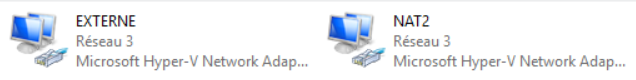 EXTERNE
Réseau 3
Microsoft Hyper-V Network Adap...
NAT2
Réseau 3
Microsoft Hyper-V Network Adap...